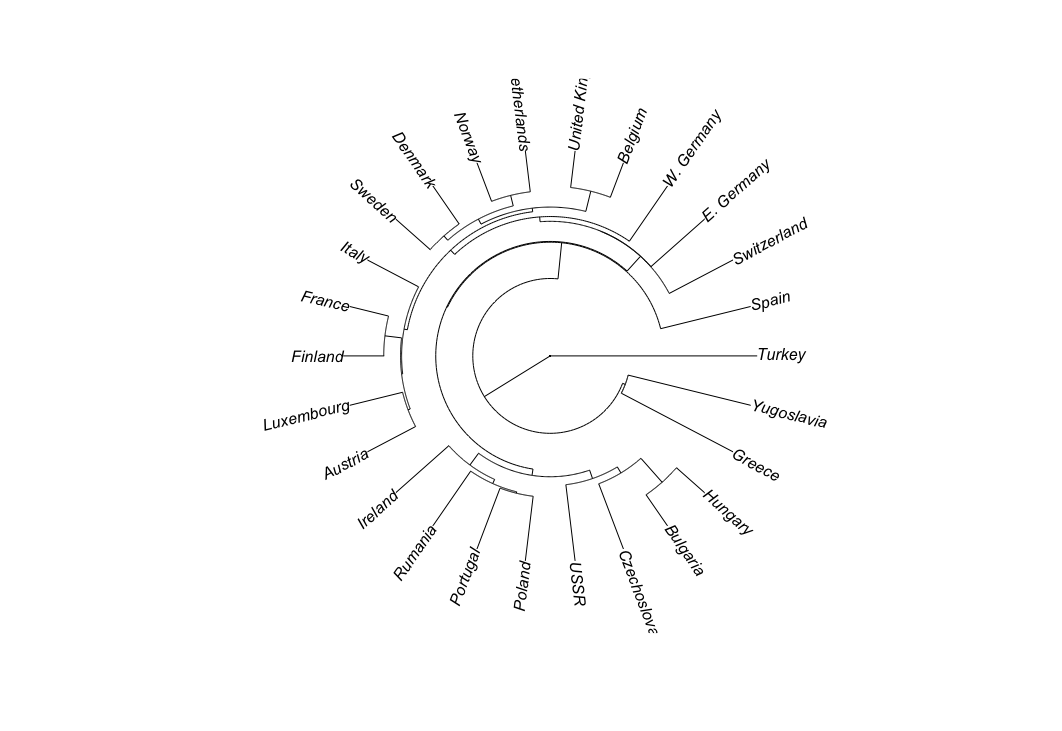 etherlands
United Kin
Belgium
W. Germany
E. Germany
Switzerland
Spain
Turkey
Yugoslavia
Greece
Hungary
Bulgaria
Czechoslova
USSR
Poland
Portugal
Rumania
Ireland
Austria
Luxembourg
Finland
France
Italy
Sweden
Denmark
Norway